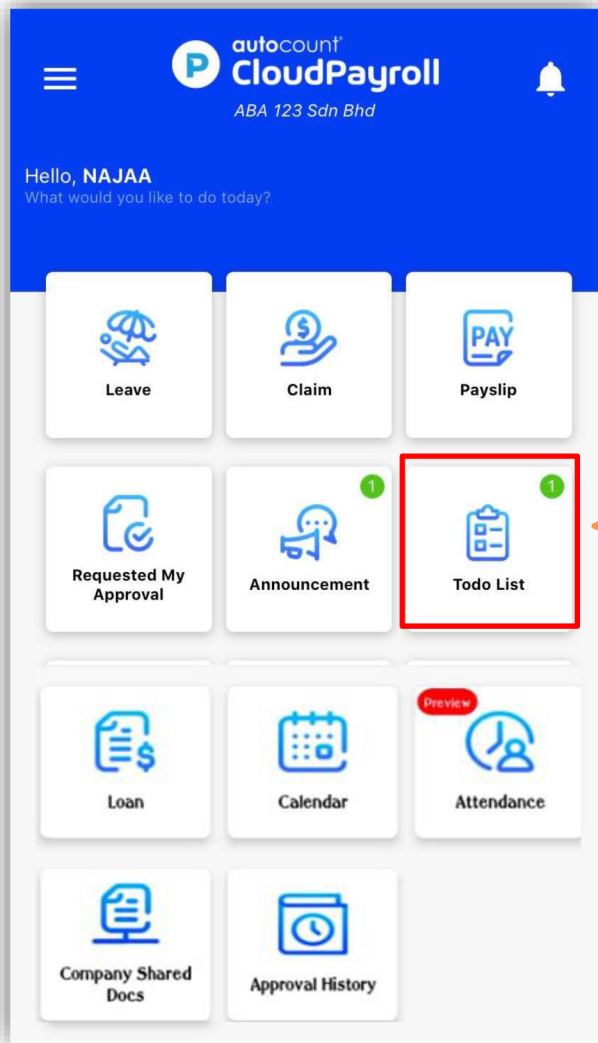 P
autocount®
CloudPayroll
ABA 123 Sdn Bhd
Hello, NAJAA
What would you like to do today?
Leave
Claim
PAY
Payslip
Requested My
Approval
1
Announcement
1
Todo List
Loan
Calendar
Preview
Attendance
Company Shared
Docs
Approval History